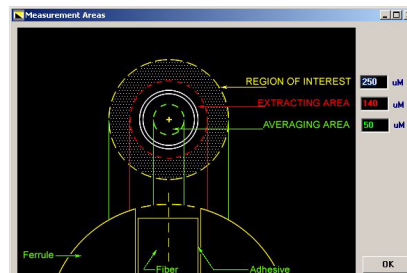 Measurement Areas
REGION OF INTEREST 250 uM
EXTRACTING AREA 140 uM
AVERAGING AREA 50 uM
Ferrule
Fiber
Adhesive
OK